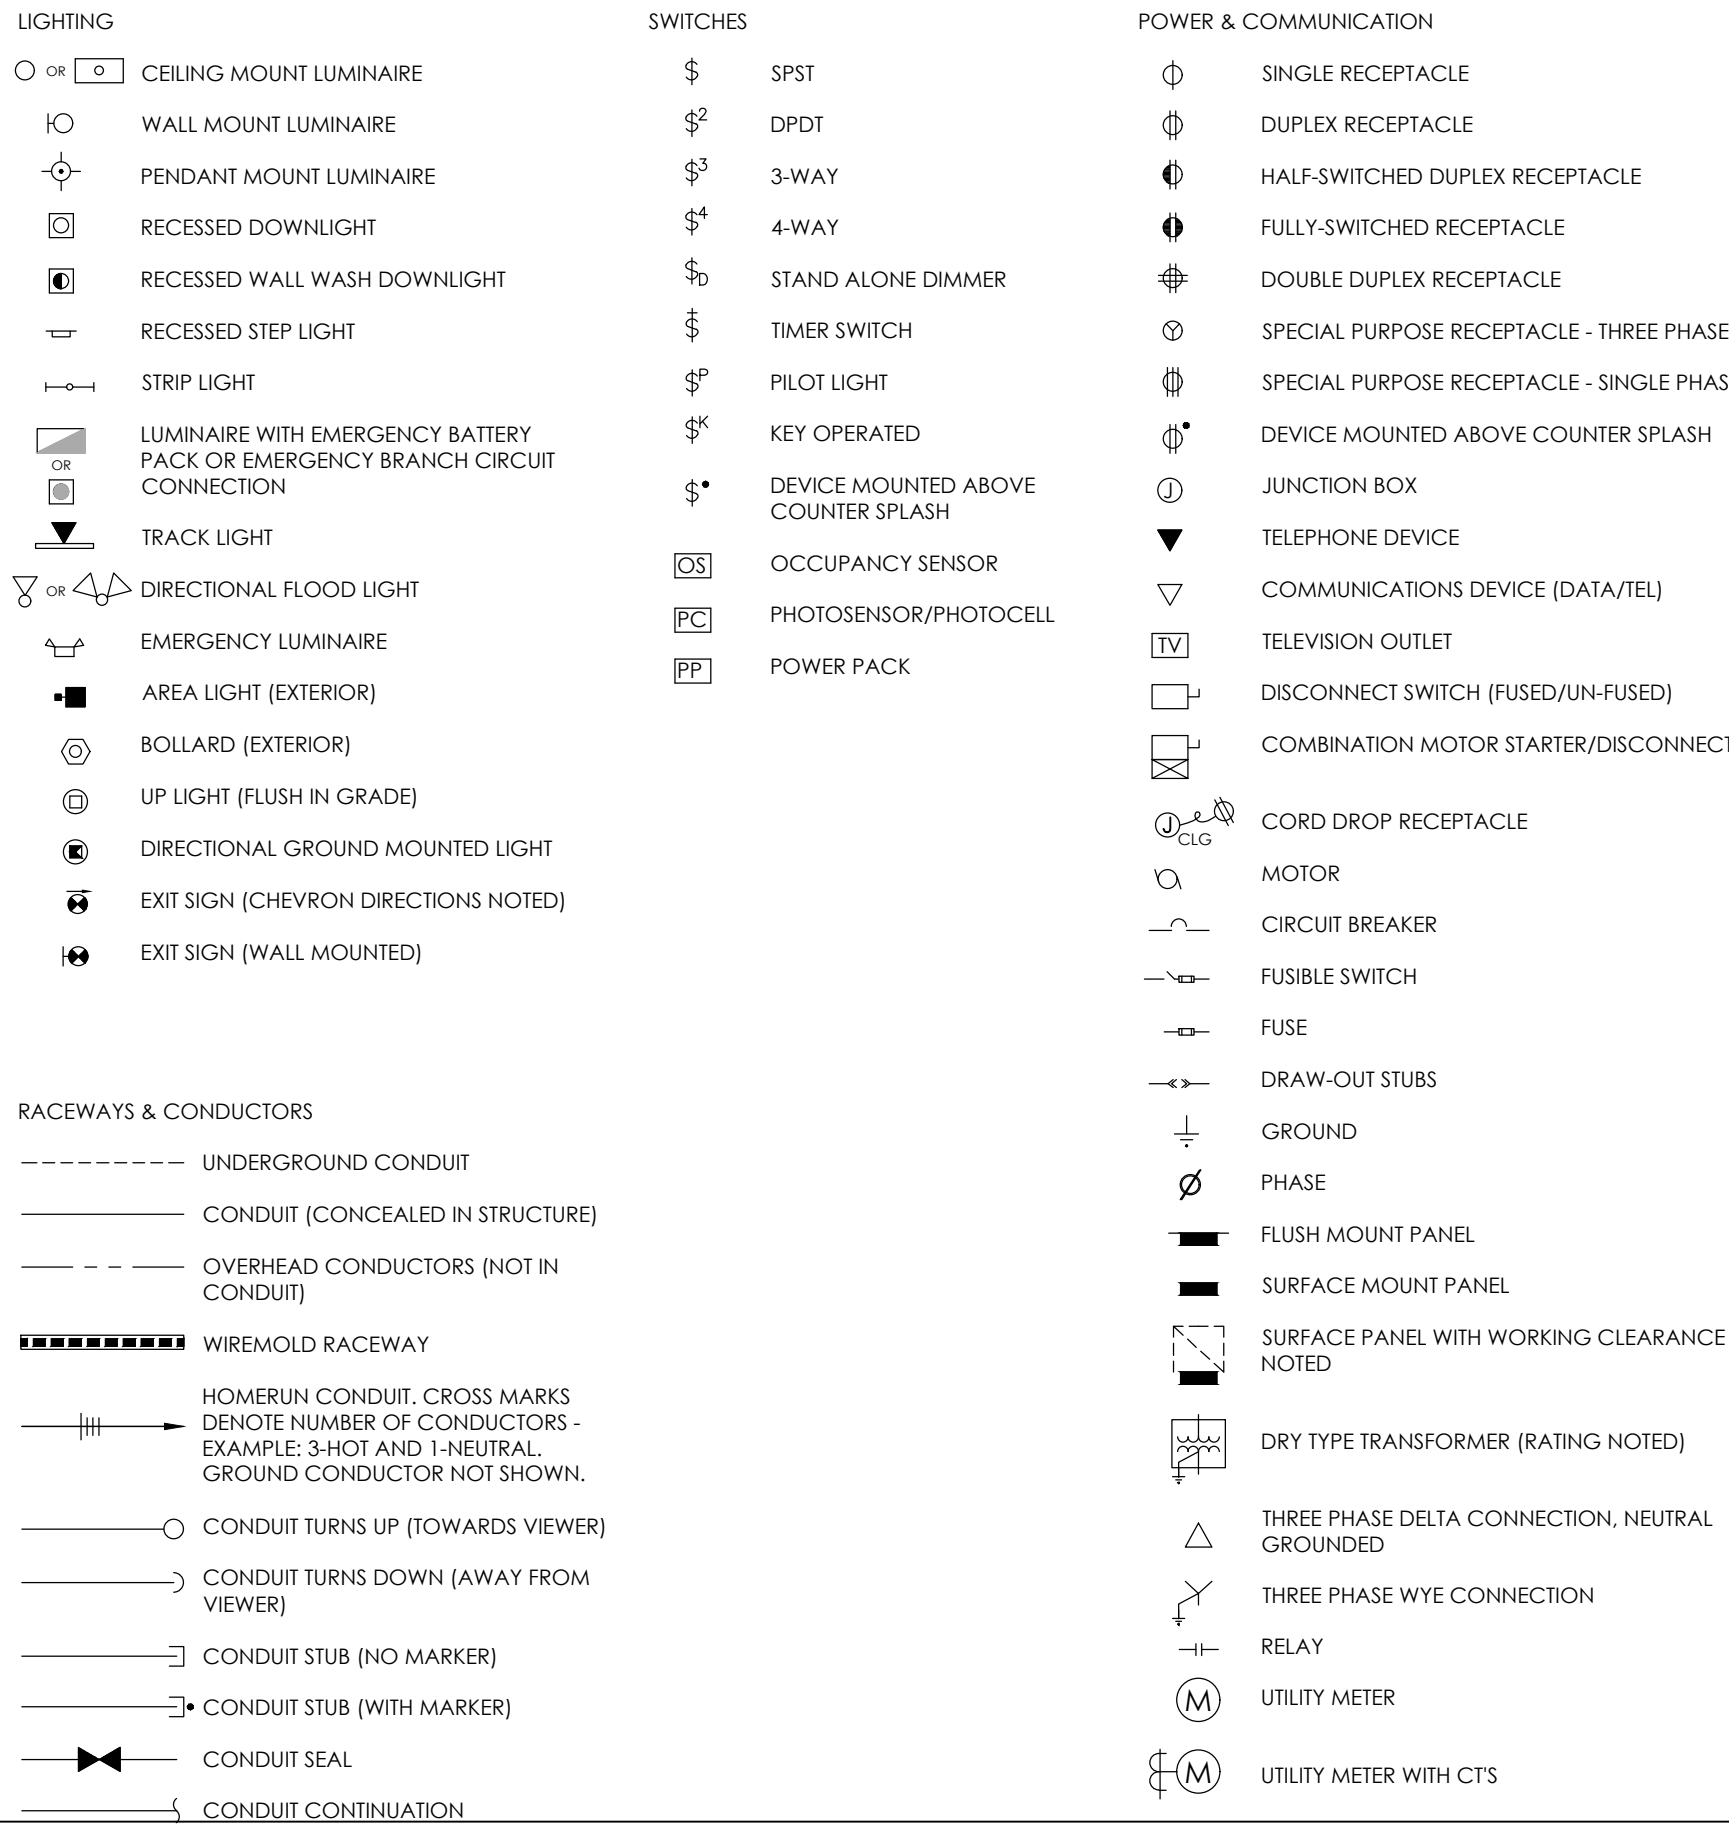 LIGHTING
OR CEILING MOUNT LUMINAIRE
WALL MOUNT LUMINAIRE
PENDANT MOUNT LUMINAIRE
RECESSED DOWNLIGHT
RECESSED WALL WASH DOWNLIGHT
RECESSED STEP LIGHT
STRIP LIGHT
LUMINAIRE WITH EMERGENCY BATTERY
PACK OR EMERGENCY BRANCH CIRCUIT
CONNECTION
OR
TRACK LIGHT
OR DIRECTIONAL FLOOD LIGHT
EMERGENCY LUMINAIRE
AREA LIGHT (EXTERIOR)
BOLLARD (EXTERIOR)
UP LIGHT (FLUSH IN GRADE)
DIRECTIONAL GROUND MOUNTED LIGHT
EXIT SIGN (CHEVRON DIRECTIONS NOTED)
EXIT SIGN (WALL MOUNTED)
RACEWAYS & CONDUCTORS
UNDERGROUND CONDUIT
CONDUIT (CONCEALED IN STRUCTURE)
OVERHEAD CONDUCTORS (NOT IN
CONDUIT)
WIREMOLD RACEWAY
HOMERUN CONDUIT. CROSS MARKS
DENOTE NUMBER OF CONDUCTORS -
EXAMPLE: 3-HOT AND 1-NEUTRAL.
GROUND CONDUCTOR NOT SHOWN.
CONDUIT TURNS UP (TOWARDS VIEWER)
CONDUIT TURNS DOWN (AWAY FROM
VIEWER)
CONDUIT STUB (NO MARKER)
CONDUIT STUB (WITH MARKER)
CONDUIT SEAL
CONDUIT CONTINUATION
SWITCHES
$ SPST
$2 DPDT
$3 3-WAY
$4 4-WAY
$D STAND ALONE DIMMER
$ TIMER SWITCH
$P PILOT LIGHT
$K KEY OPERATED
$• DEVICE MOUNTED ABOVE
COUNTER SPLASH
OS OCCUPANCY SENSOR
PC PHOTOSENSOR/PHOTOCELL
PP POWER PACK
POWER & COMMUNICATION
SINGLE RECEPTACLE
DUPLEX RECEPTACLE
HALF-SWITCHED DUPLEX RECEPTACLE
FULLY-SWITCHED RECEPTACLE
DOUBLE DUPLEX RECEPTACLE
SPECIAL PURPOSE RECEPTACLE - THREE PHASE
SPECIAL PURPOSE RECEPTACLE - SINGLE PHAS
DEVICE MOUNTED ABOVE COUNTER SPLASH
J JUNCTION BOX
TELEPHONE DEVICE
COMMUNICATIONS DEVICE (DATA/TEL)
TV TELEVISION OUTLET
DISCONNECT SWITCH (FUSED/UN-FUSED)
COMBINATION MOTOR STARTER/DISCONNECT
J CLG CORD DROP RECEPTACLE
MOTOR
CIRCUIT BREAKER
FUSIBLE SWITCH
FUSE
DRAW-OUT STUBS
GROUND
Ø PHASE
FLUSH MOUNT PANEL
SURFACE MOUNT PANEL
SURFACE PANEL WITH WORKING CLEARANCE
NOTED
DRY TYPE TRANSFORMER (RATING NOTED)
THREE PHASE DELTA CONNECTION, NEUTRAL
GROUNDED
THREE PHASE WYE CONNECTION
RELAY
M UTILITY METER
M UTILITY METER WITH CT'S